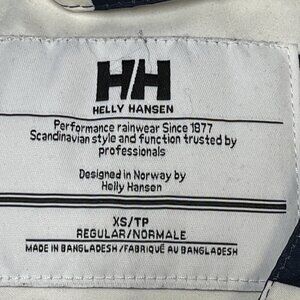 HH
HELLY HANSEN
Performance rainwear Since 1877
Scandinavian style and function trusted by
professionals
Designed in Norway by
Helly Hansen
XS/TP
REGULAR/NORMALE
MADE IN BANGLADESH/FABRIQUÉ AU BANGLADESH